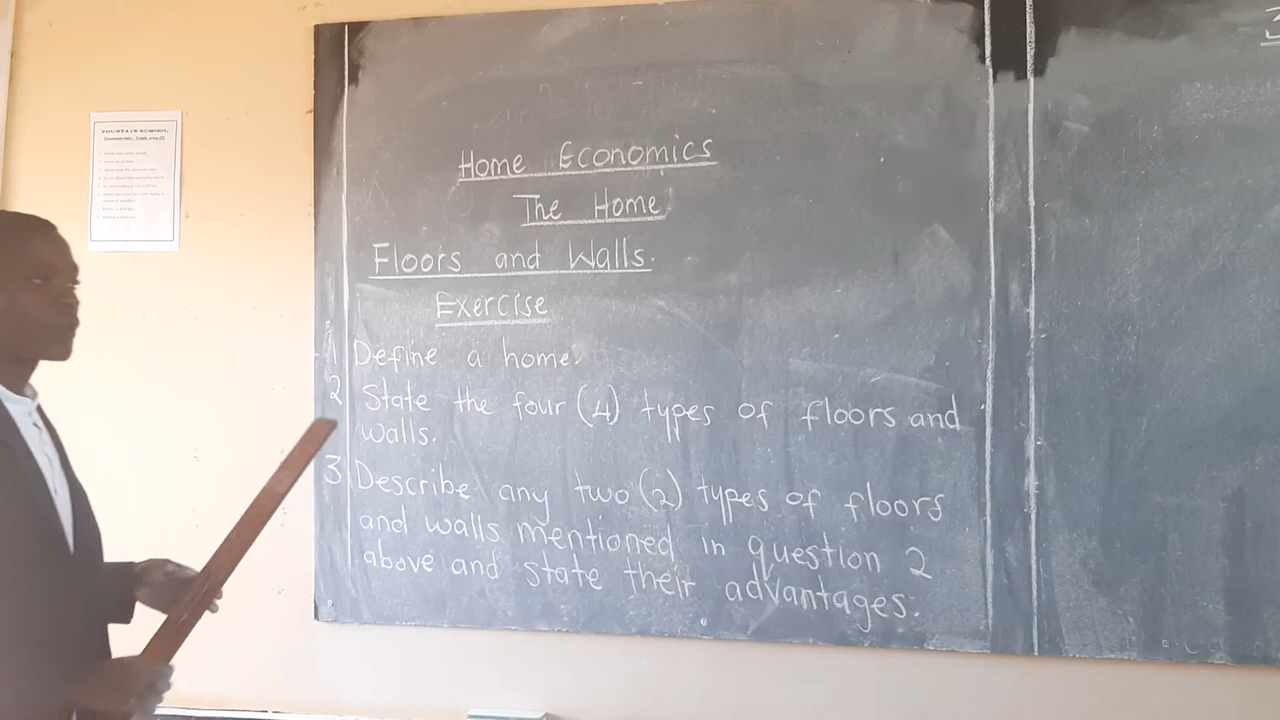 FOUNTAIN SCHOOL
Home Economics
The Home
Floors and Walls.
Exercise
1 Define a home.
2 State the four (4) types of floors and
walls.
3 Describe any two (2) types of floors
and walls mentioned in question 2
above and state their advantages.